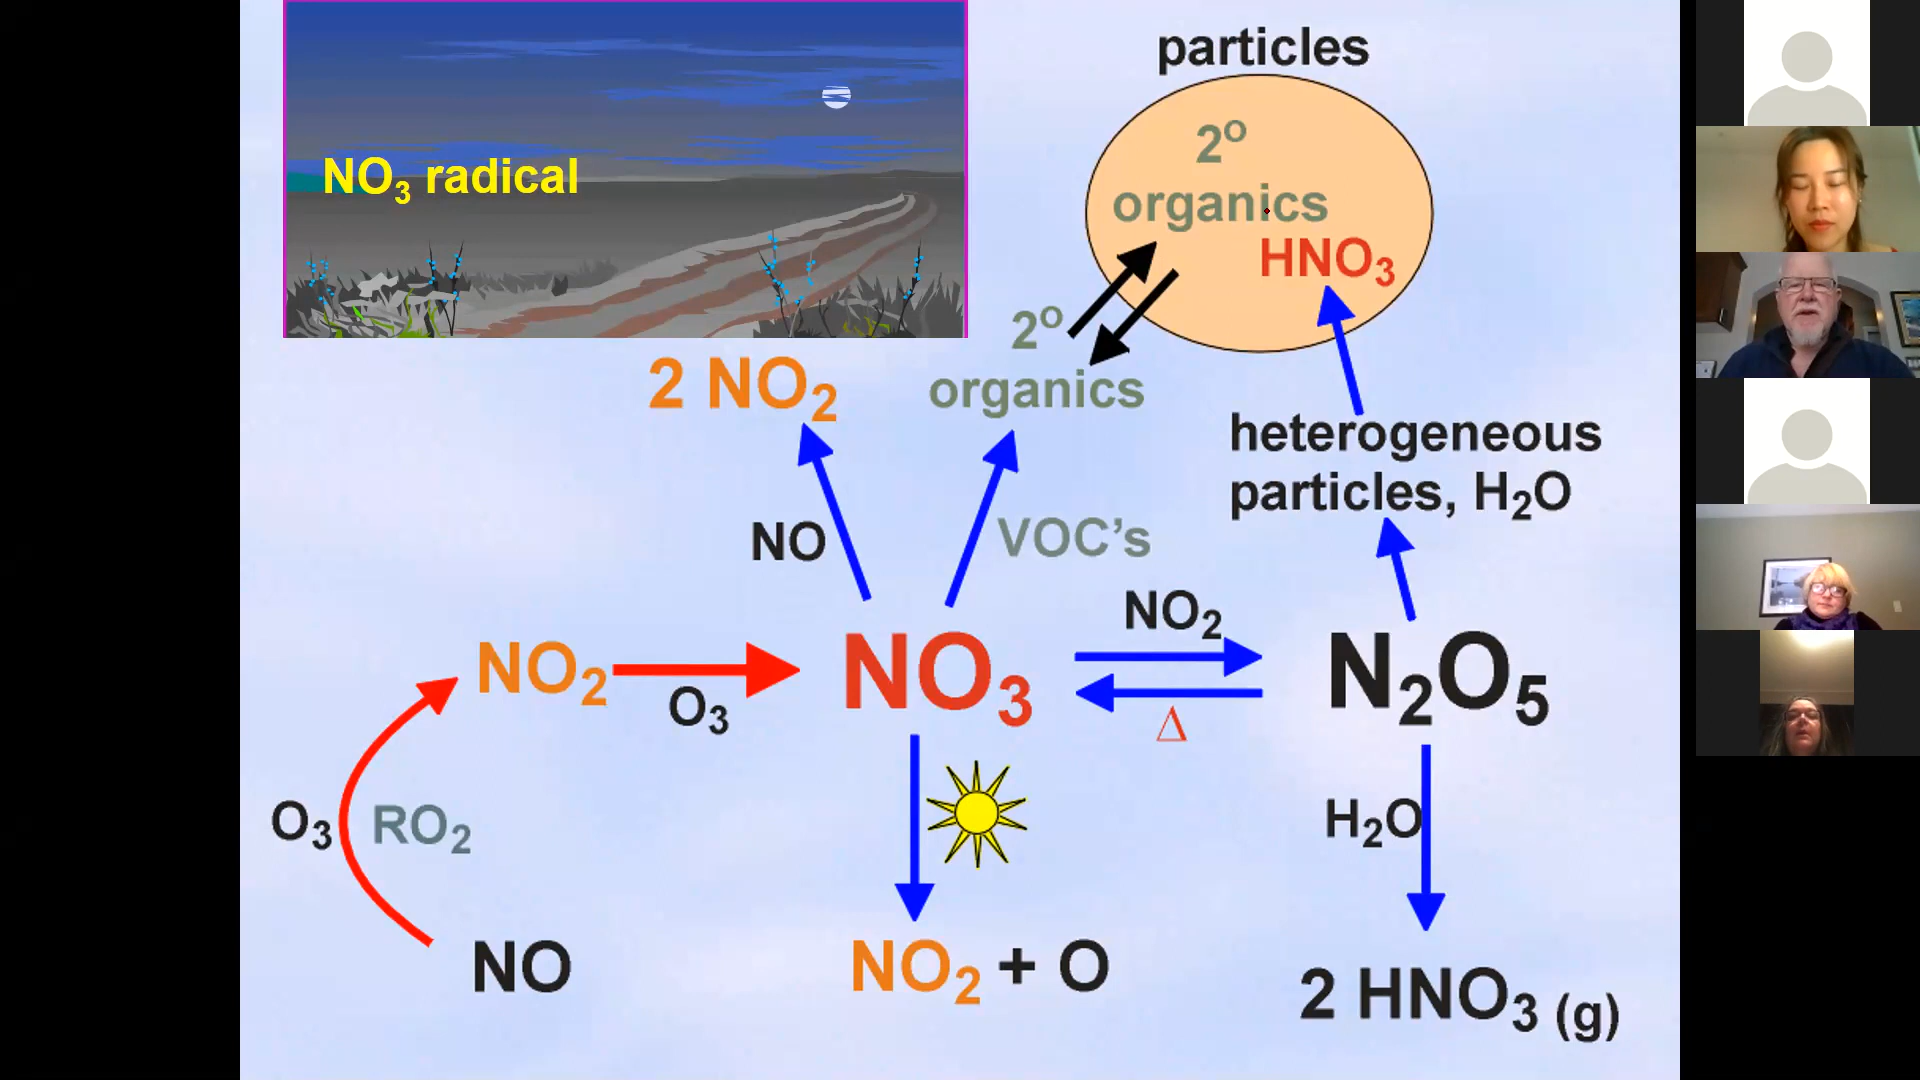 particles
2º
organics
HNO₃
NO₃ radical
2º
organics
2 NO₂
heterogeneous
particles, H₂O
NO
VOC's
NO₂
NO₂
O₃
NO₃
Δ
N₂O₅
O₃
RO₂
H₂O
NO
NO₂ + O
2 HNO₃ (g)